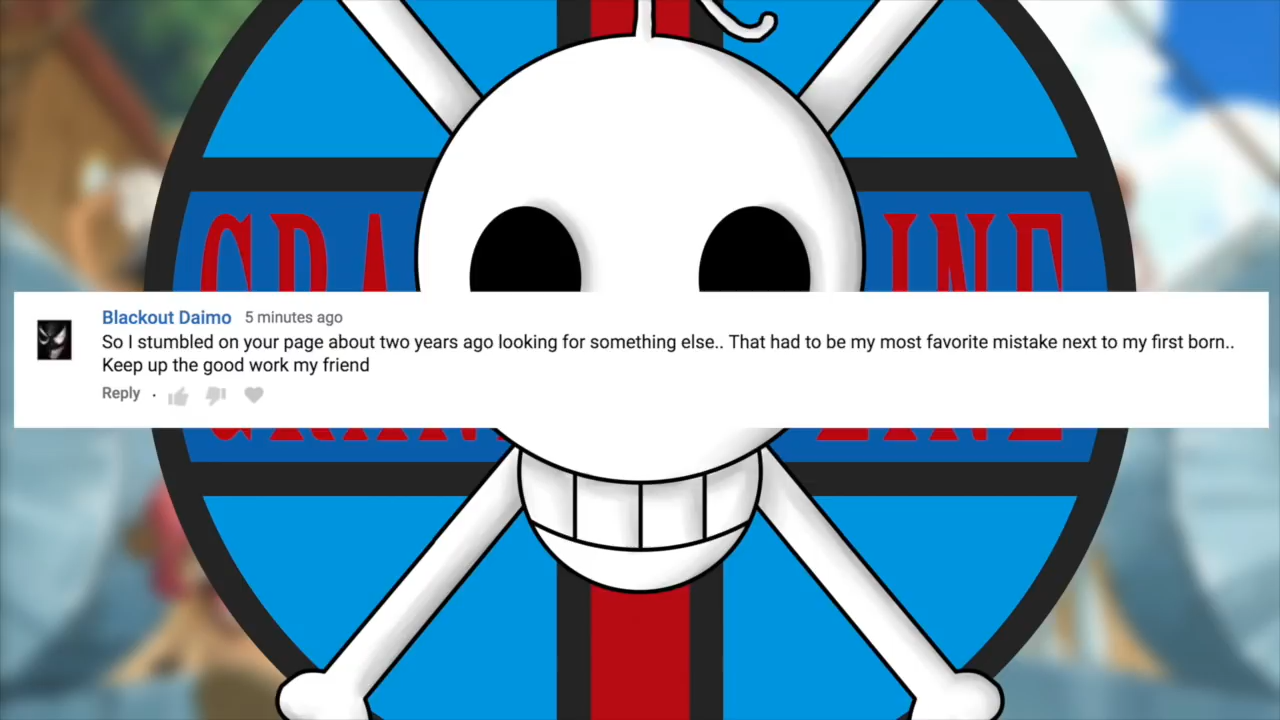 GRA LINE
Blackout Daimo 5 minutes ago
So I stumbled on your page about two years ago looking for something else.. That had to be my most favorite mistake next to my first born..
Keep up the good work my friend
Reply .